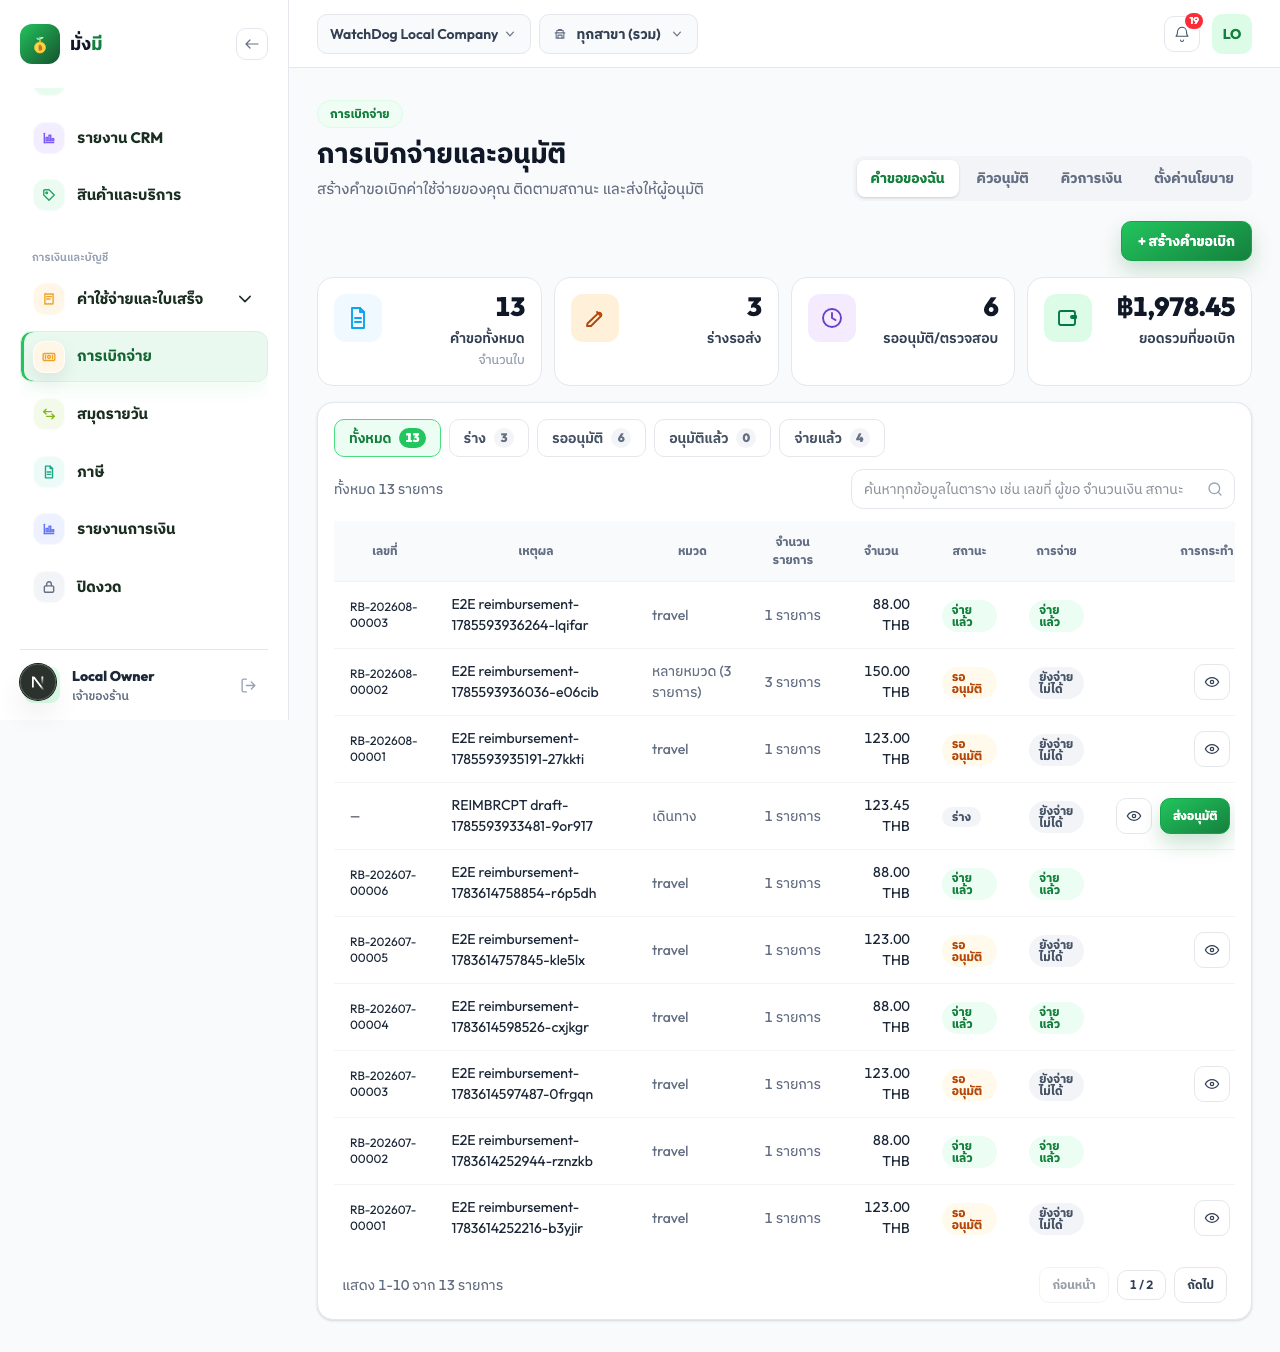 มั่งมี
รายงาน CRM
สินค้าและบริการ
การเงินและบัญชี
ค่าใช้จ่ายและใบเสร็จ
การเบิกจ่าย
สมุดรายวัน
ภาษี
รายงานการเงิน
ปิดงวด
N
Local Owner
เจ้าของร้าน
WatchDog Local Company
ทุกสาขา (รวม)
19
LO
การเบิกจ่าย
การเบิกจ่ายและอนุมัติ
สร้างคำขอเบิกค่าใช้จ่ายของคุณ ติดตามสถานะ และส่งให้ผู้อนุมัติ
คำขอของฉัน คิวอนุมัติ คิวการเงิน ตั้งค่านโยบาย
+ สร้างคำขอเบิก
13
คำขอทั้งหมด
จำนวนใบ
3
ร่างรอส่ง
6
รออนุมัติ/ตรวจสอบ
฿1,978.45
ยอดรวมที่ขอเบิก
ทั้งหมด 13 ร่าง 3 รออนุมัติ 6 อนุมัติแล้ว 0 จ่ายแล้ว 4
ทั้งหมด 13 รายการ
ค้นหาทุกข้อมูลในตาราง เช่น เลขที่ ผู้ขอ จำนวนเงิน สถานะ
เลขที่ เหตุผล หมวด จำนวน รายการ จำนวน สถานะ การจ่าย การกระทำ
RB-202608-00003 E2E reimbursement-1785593936264-lqifar travel 1 รายการ 88.00 THB จ่ายแล้ว จ่ายแล้ว
RB-202608-00002 E2E reimbursement-1785593936036-e06cib หลายหมวด (3 รายการ) 3 รายการ 150.00 THB รออนุมัติ ยังจ่ายไม่ได้
RB-202608-00001 E2E reimbursement-1785593935191-27kkti travel 1 รายการ 123.00 THB รออนุมัติ ยังจ่ายไม่ได้
— REIMBRCPT draft-1785593933481-9or917 เดินทาง 1 รายการ 123.45 THB ร่าง ยังจ่ายไม่ได้ ส่งอนุมัติ
RB-202607-00006 E2E reimbursement-1783614758854-r6p5dh travel 1 รายการ 88.00 THB จ่ายแล้ว จ่ายแล้ว
RB-202607-00005 E2E reimbursement-1783614757845-kle5lx travel 1 รายการ 123.00 THB รออนุมัติ ยังจ่ายไม่ได้
RB-202607-00004 E2E reimbursement-1783614598526-cxjkgr travel 1 รายการ 88.00 THB จ่ายแล้ว จ่ายแล้ว
RB-202607-00003 E2E reimbursement-1783614597487-0frgqn travel 1 รายการ 123.00 THB รออนุมัติ ยังจ่ายไม่ได้
RB-202607-00002 E2E reimbursement-1783614252944-rznzkb travel 1 รายการ 88.00 THB จ่ายแล้ว จ่ายแล้ว
RB-202607-00001 E2E reimbursement-1783614252216-b3yjir travel 1 รายการ 123.00 THB รออนุมัติ ยังจ่ายไม่ได้
แสดง 1-10 จาก 13 รายการ
ก่อนหน้า 1 / 2 ถัดไป